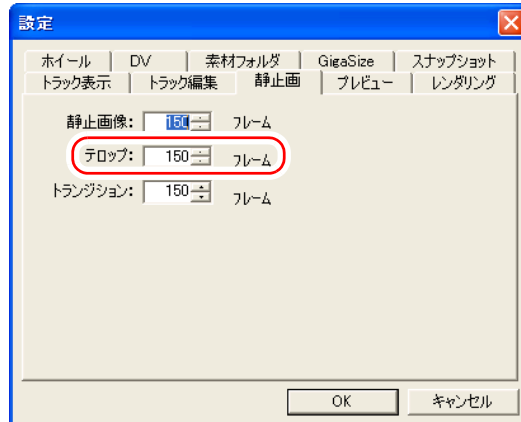 設定
ホイール DV 素材フォルダ GigaSize スナップショット
トラック表示 トラック編集 静止画 プレビュー レンダリング
静止画像: 150 フレーム
テロップ: 150 フレーム
トランジション: 150 フレーム
OK キャンセル